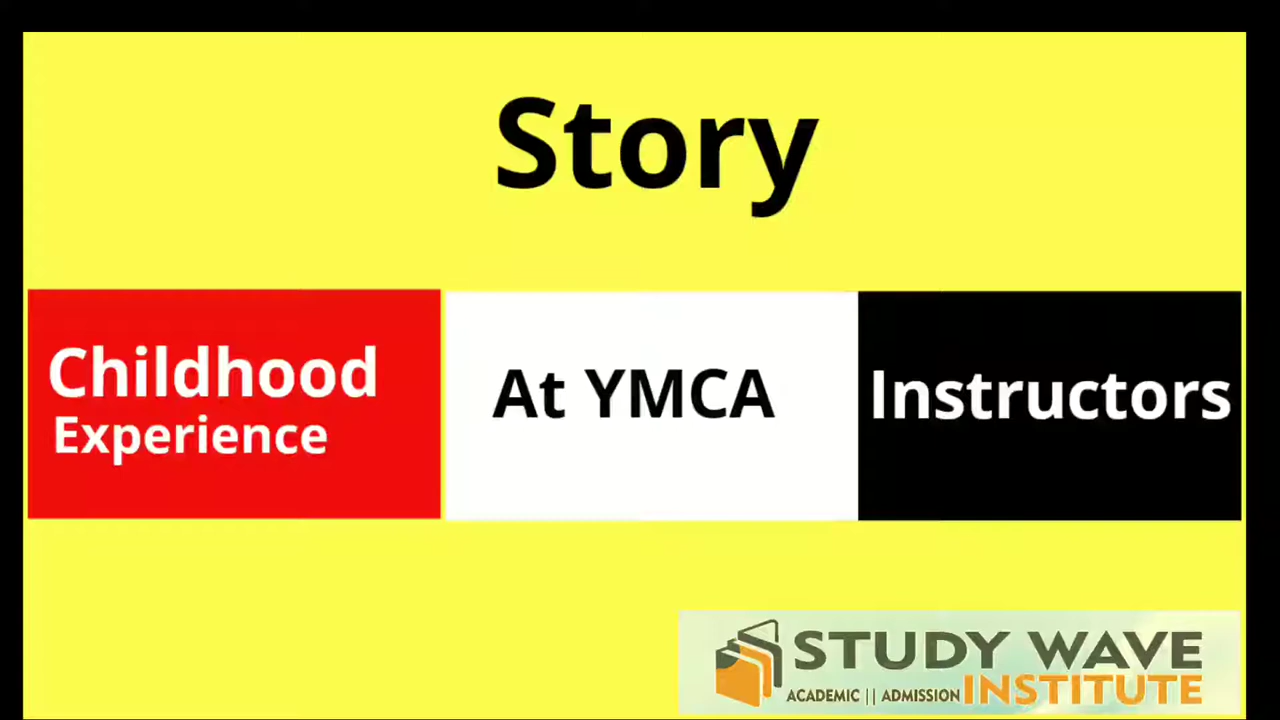 Story
Childhood
Experience
At YMCA
Instructors
STUDY WAVE
ACADEMIC || ADMISSION INSTITUTE